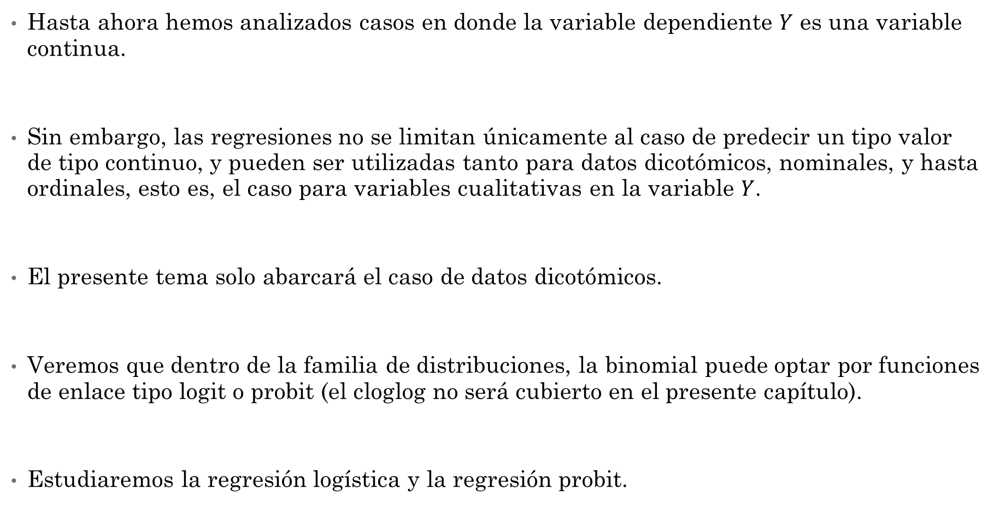 • Hasta ahora hemos analizados casos en donde la variable dependiente Y es una variable
continua.
• Sin embargo, las regresiones no se limitan únicamente al caso de predecir un tipo valor
de tipo continuo, y pueden ser utilizadas tanto para datos dicotómicos, nominales, y hasta
ordinales, esto es, el caso para variables cualitativas en la variable Y.
• El presente tema solo abarcará el caso de datos dicotómicos.
• Veremos que dentro de la familia de distribuciones, la binomial puede optar por funciones
de enlace tipo logit o probit (el cloglog no será cubierto en el presente capítulo).
• Estudiaremos la regresión logística y la regresión probit.